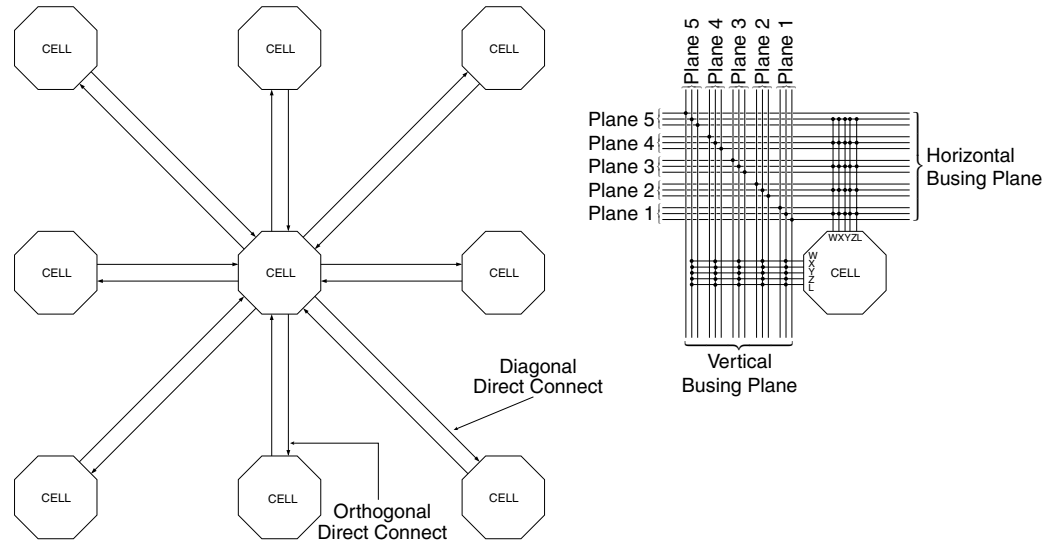 CELL
CELL
CELL
CELL
CELL
CELL
CELL
CELL
CELL
Diagonal
Direct Connect
Orthogonal
Direct Connect
Plane 5
Plane 4
Plane 3
Plane 2
Plane 1
Plane 5
Plane 4
Plane 3
Plane 2
Plane 1
Horizontal
Busing Plane
WXYZL
W
X
Y
Z
L
CELL
Vertical
Busing Plane